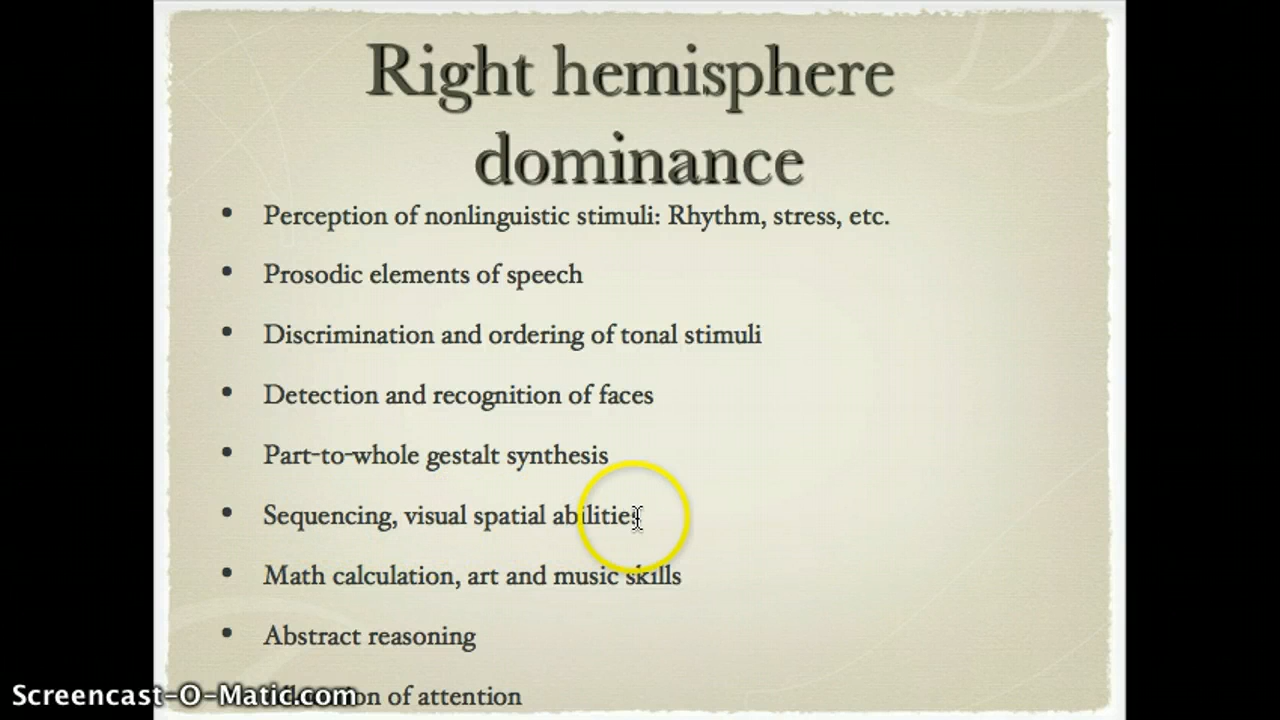 Right hemisphere
dominance
• Perception of nonlinguistic stimuli: Rhythm, stress, etc.
• Prosodic elements of speech
• Discrimination and ordering of tonal stimuli
• Detection and recognition of faces
• Part-to-whole gestalt synthesis
• Sequencing, visual spatial abilities
• Math calculation, art and music skills
• Abstract reasoning
of attention
Screencast-O-Matic.com